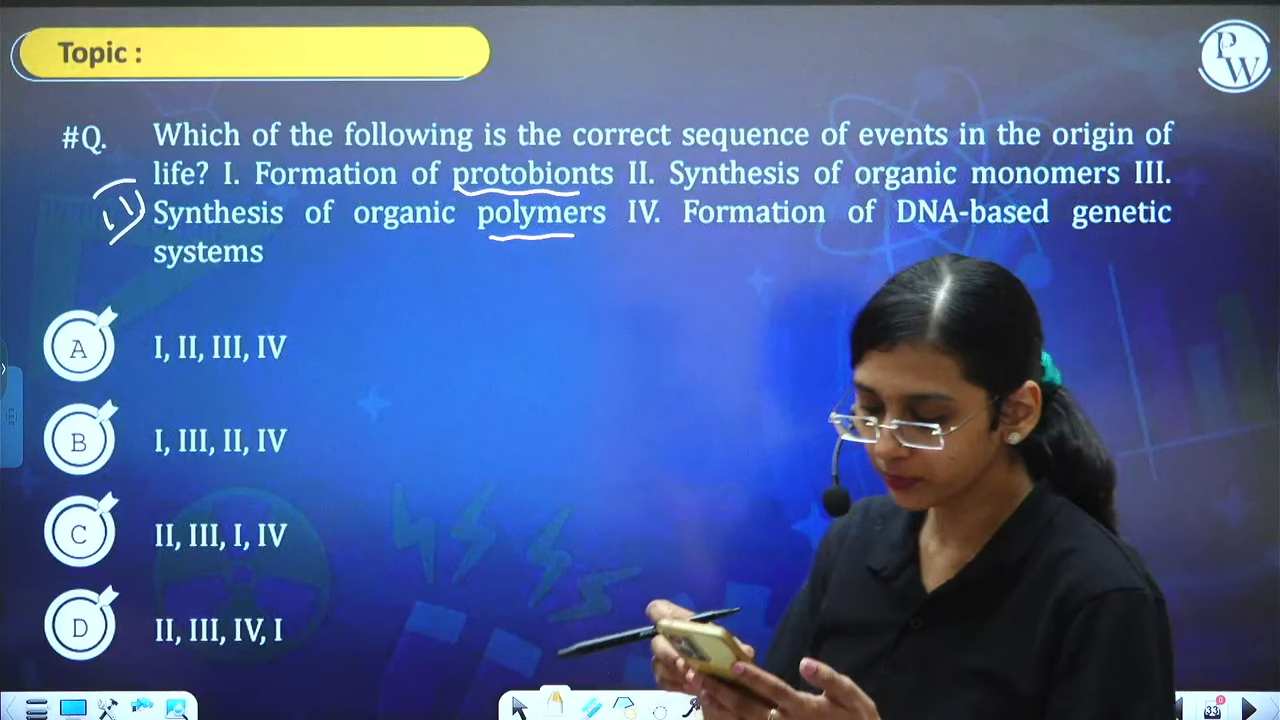 Topic :
PW
#Q. Which of the following is the correct sequence of events in the origin of
life? I. Formation of protobionts II. Synthesis of organic monomers III.
Synthesis of organic polymers IV. Formation of DNA-based genetic
systems
A I, II, III, IV
B I, III, II, IV
C II, III, I, IV
D II, III, IV, I
33